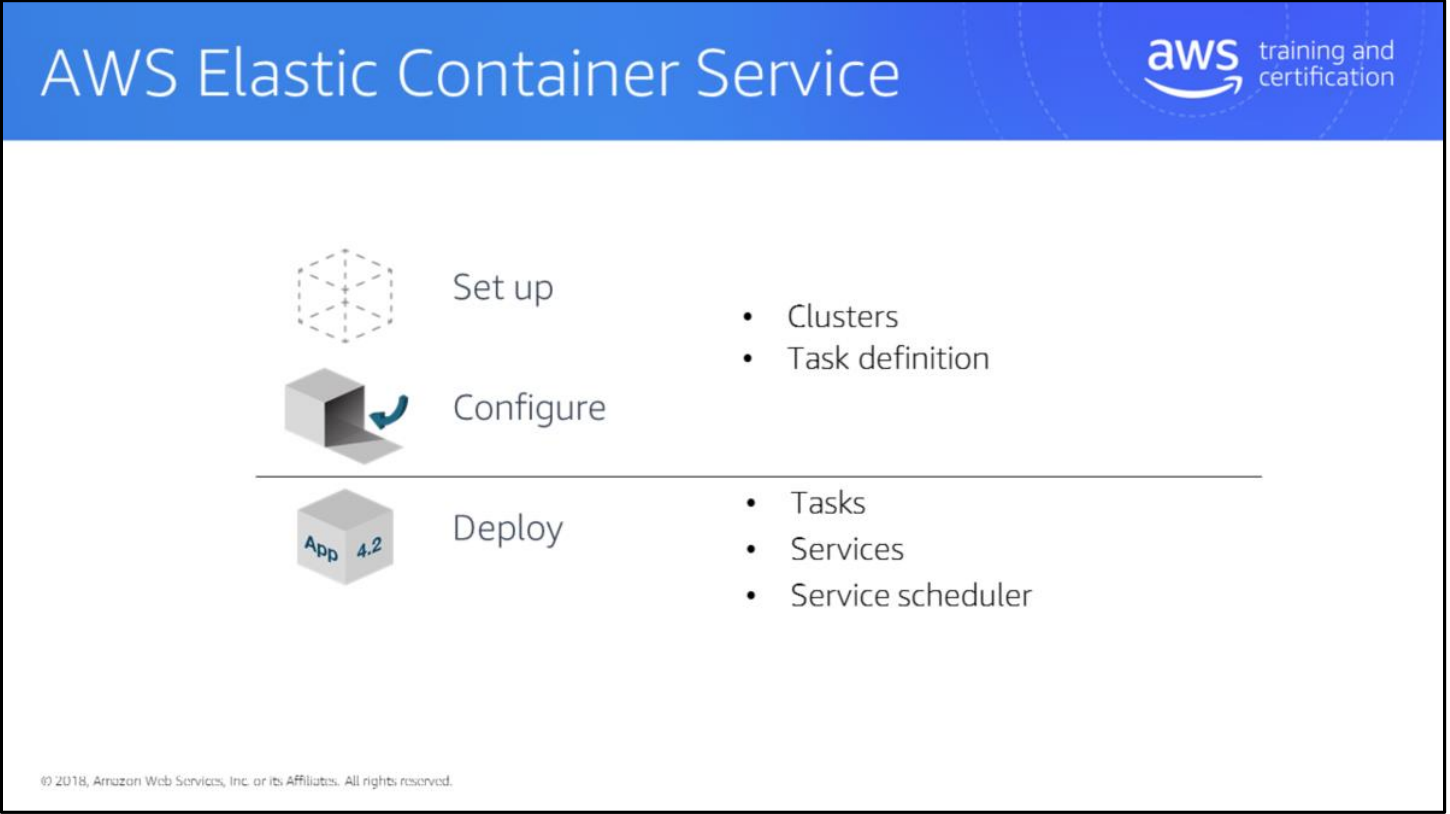 AWS Elastic Container Service
aws training and
certification
Set up
• Clusters
• Task definition
Configure
App 4.2
Deploy
• Tasks
• Services
• Service scheduler
© 2018, Amazon Web Services, Inc. or its Affiliates. All rights reserved.